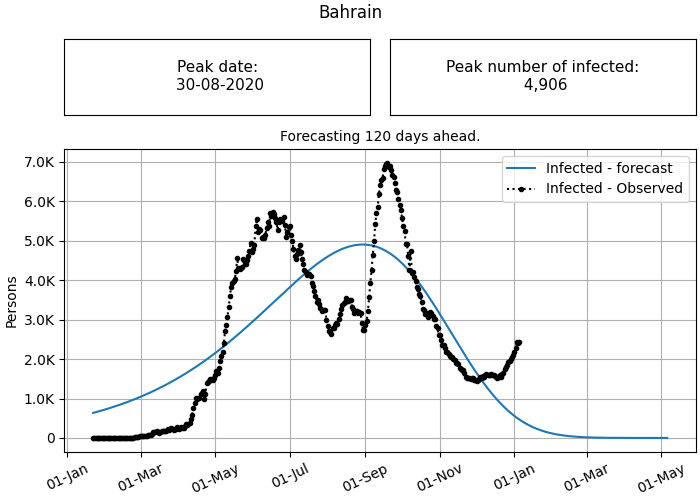 Bahrain
Peak date:
30-08-2020
Peak number of infected:
4,906
Forecasting 120 days ahead.
7.0K
6.0K
5.0K
4.0K
3.0K
2.0K
1.0K
0
Persons
Infected - forecast
Infected - Observed
01-Jan
01-Mar
01-May
01-Jul
01-Sep
01-Nov
01-Jan
01-Mar
01-May